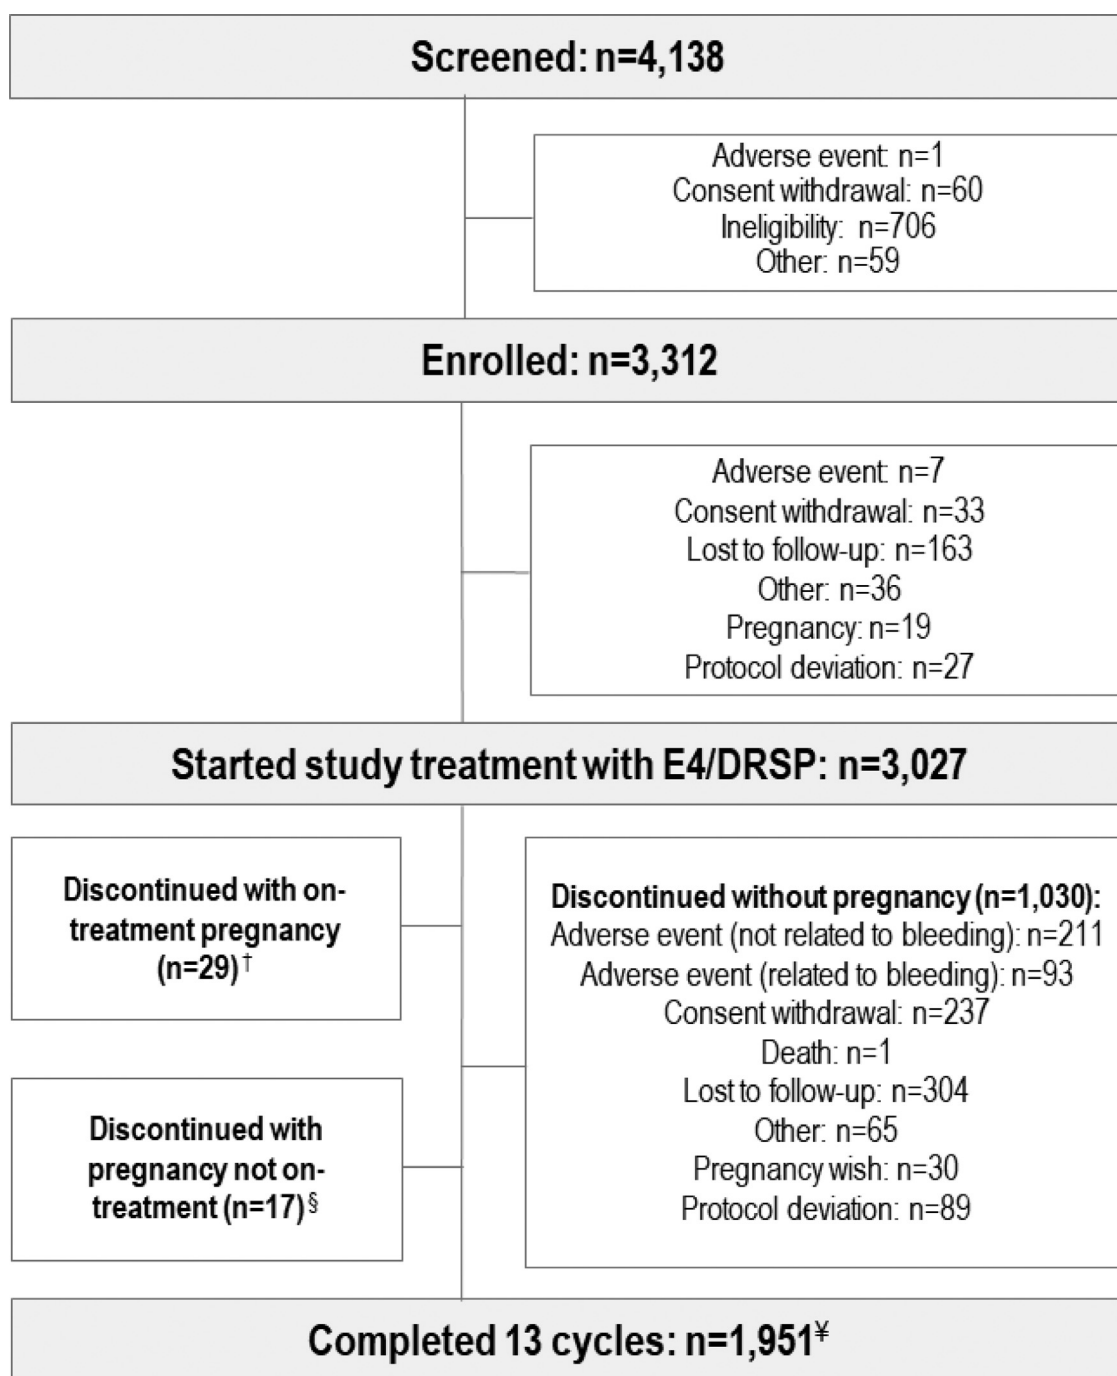 Screened: n=4,138
Adverse event: n=1
Consent withdrawal: n=60
Ineligibility: n=706
Other: n=59
Enrolled: n=3,312
Adverse event: n=7
Consent withdrawal: n=33
Lost to follow-up: n=163
Other: n=36
Pregnancy: n=19
Protocol deviation: n=27
Started study treatment with E4/DRSP: n=3,027
Discontinued with on-
treatment pregnancy
(n=29)†
Discontinued with
pregnancy not on-
treatment (n=17)§
Discontinued without pregnancy (n=1,030):
Adverse event (not related to bleeding): n=211
Adverse event (related to bleeding): n=93
Consent withdrawal: n=237
Death: n=1
Lost to follow-up: n=304
Other: n=65
Pregnancy wish: n=30
Protocol deviation: n=89
Completed 13 cycles: n=1,951¥